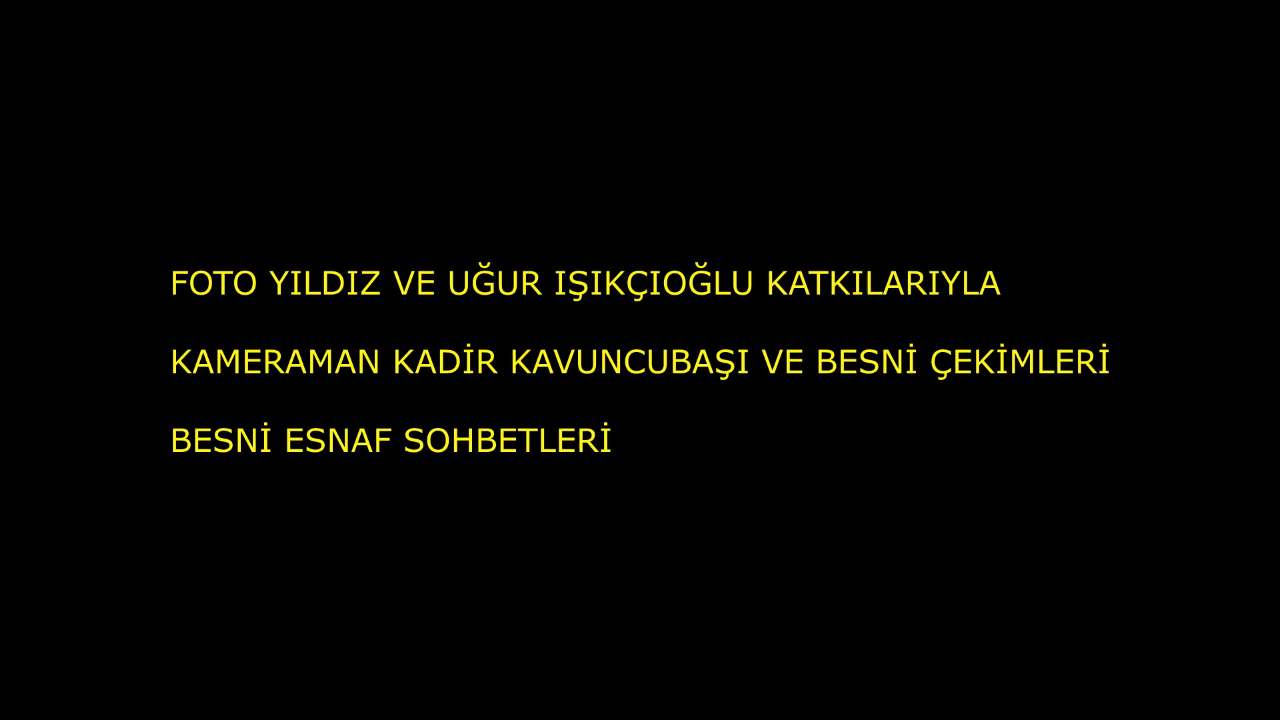 FOTO YILDIZ VE UĞUR IŞIKÇIOĞLU KATKILARIYLA
KAMERAMAN KADİR KAVUNCUBAŞI VE BESNİ ÇEKİMLERİ
BESNİ ESNAF SOHBETLERİ